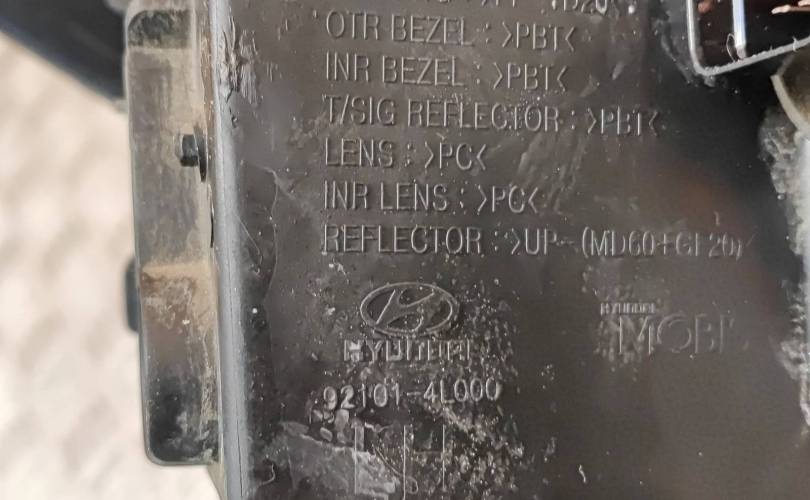 OTR BEZEL : >PBT<
INR BEZEL : >PBT<
T/SIG REFLECTOR : >PBT<
LENS : >PC<
INR LENS : >PC<
REFLECTOR : >UP-(MD60+GF20)
HYUNDAI
HYUNDAI
MOBIS
92101-4L000